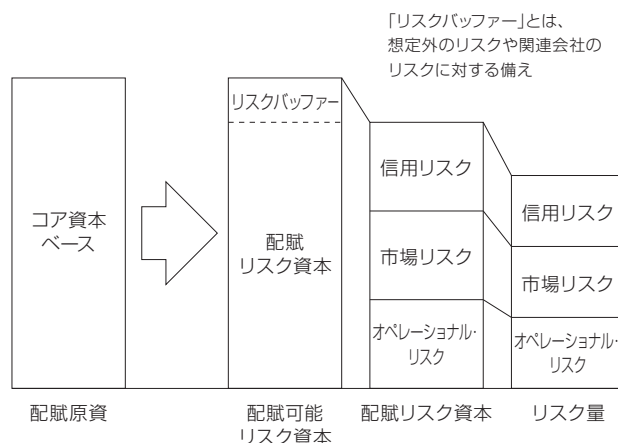 「リスクバッファー」とは、
想定外のリスクや関連会社の
リスクに対する備え
リスクバッファー
コア資本
ベース
配賦
リスク資本
信用リスク
市場リスク
オペレーショナル・
リスク
信用リスク
市場リスク
オペレーショナル・
リスク
配賦原資
配賦可能
リスク資本
配賦リスク資本
リスク量